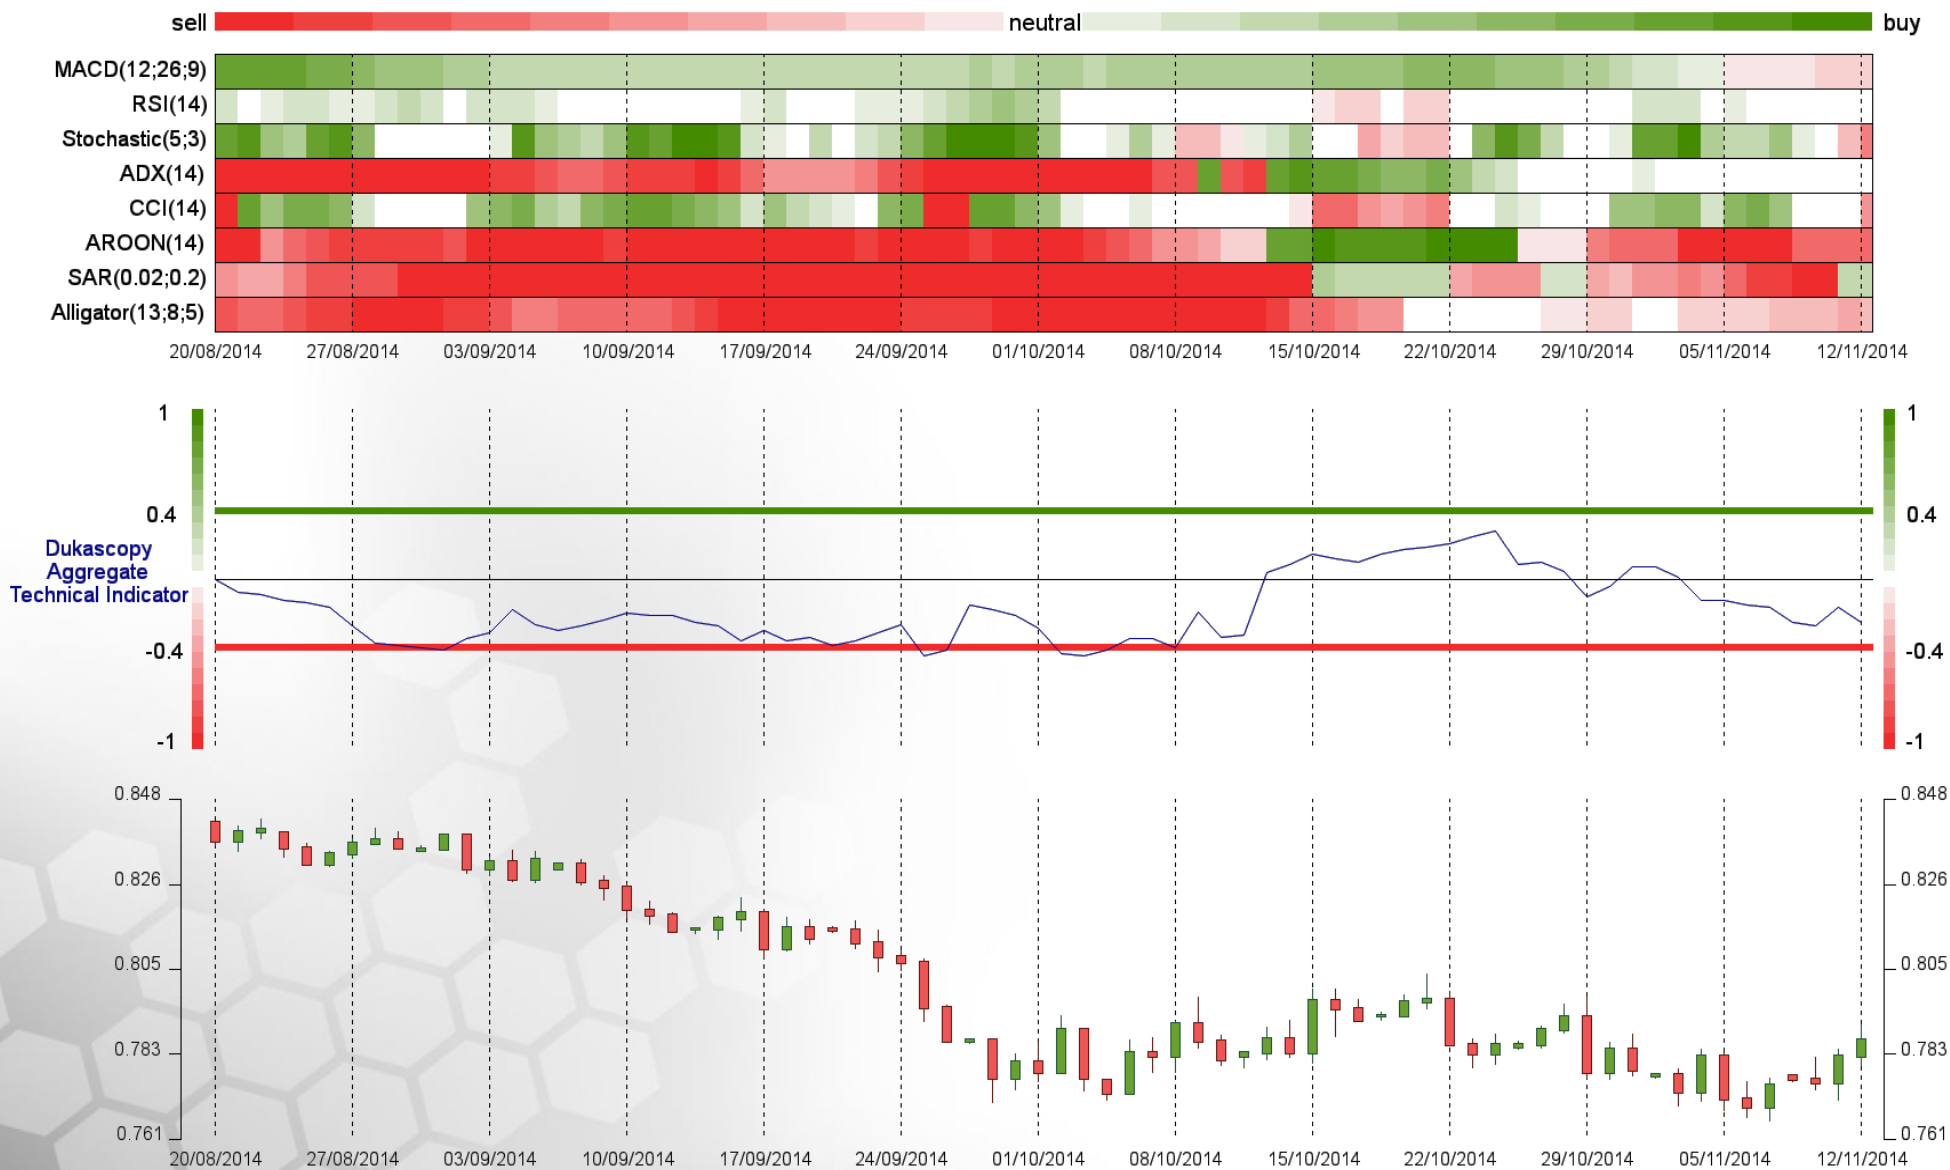 sell neutral buy
MACD(12;26;9)
RSI(14)
Stochastic(5;3)
ADX(14)
CCI(14)
AROON(14)
SAR(0.02;0.2)
Alligator(13;8;5)
20/08/2014 27/08/2014 03/09/2014 10/09/2014 17/09/2014 24/09/2014 01/10/2014 08/10/2014 15/10/2014 22/10/2014 29/10/2014 05/11/2014 12/11/2014
1 1
0.4 0.4
Dukascopy
Aggregate
Technical Indicator
-0.4 -0.4
-1 -1
0.848 0.848
0.826 0.826
0.805 0.805
0.783 0.783
0.761 0.761
20/08/2014 27/08/2014 03/09/2014 10/09/2014 17/09/2014 24/09/2014 01/10/2014 08/10/2014 15/10/2014 22/10/2014 29/10/2014 05/11/2014 12/11/2014